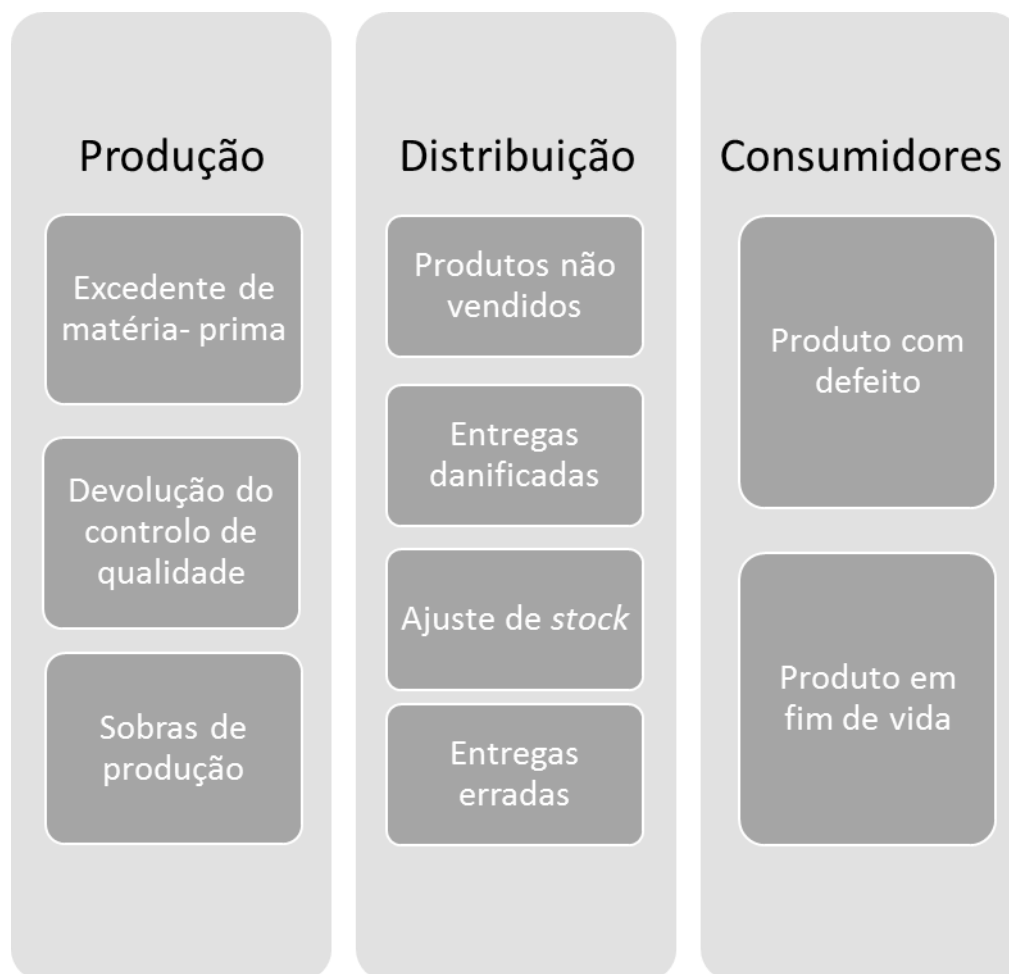 Produção
Excedente de
matéria- prima
Devolução do
controlo de
qualidade
Sobras de
produção
Distribuição
Produtos não
vendidos
Entregas
danificadas
Ajuste de stock
Entregas
erradas
Consumidores
Produto com
defeito
Produto em
fim de vida